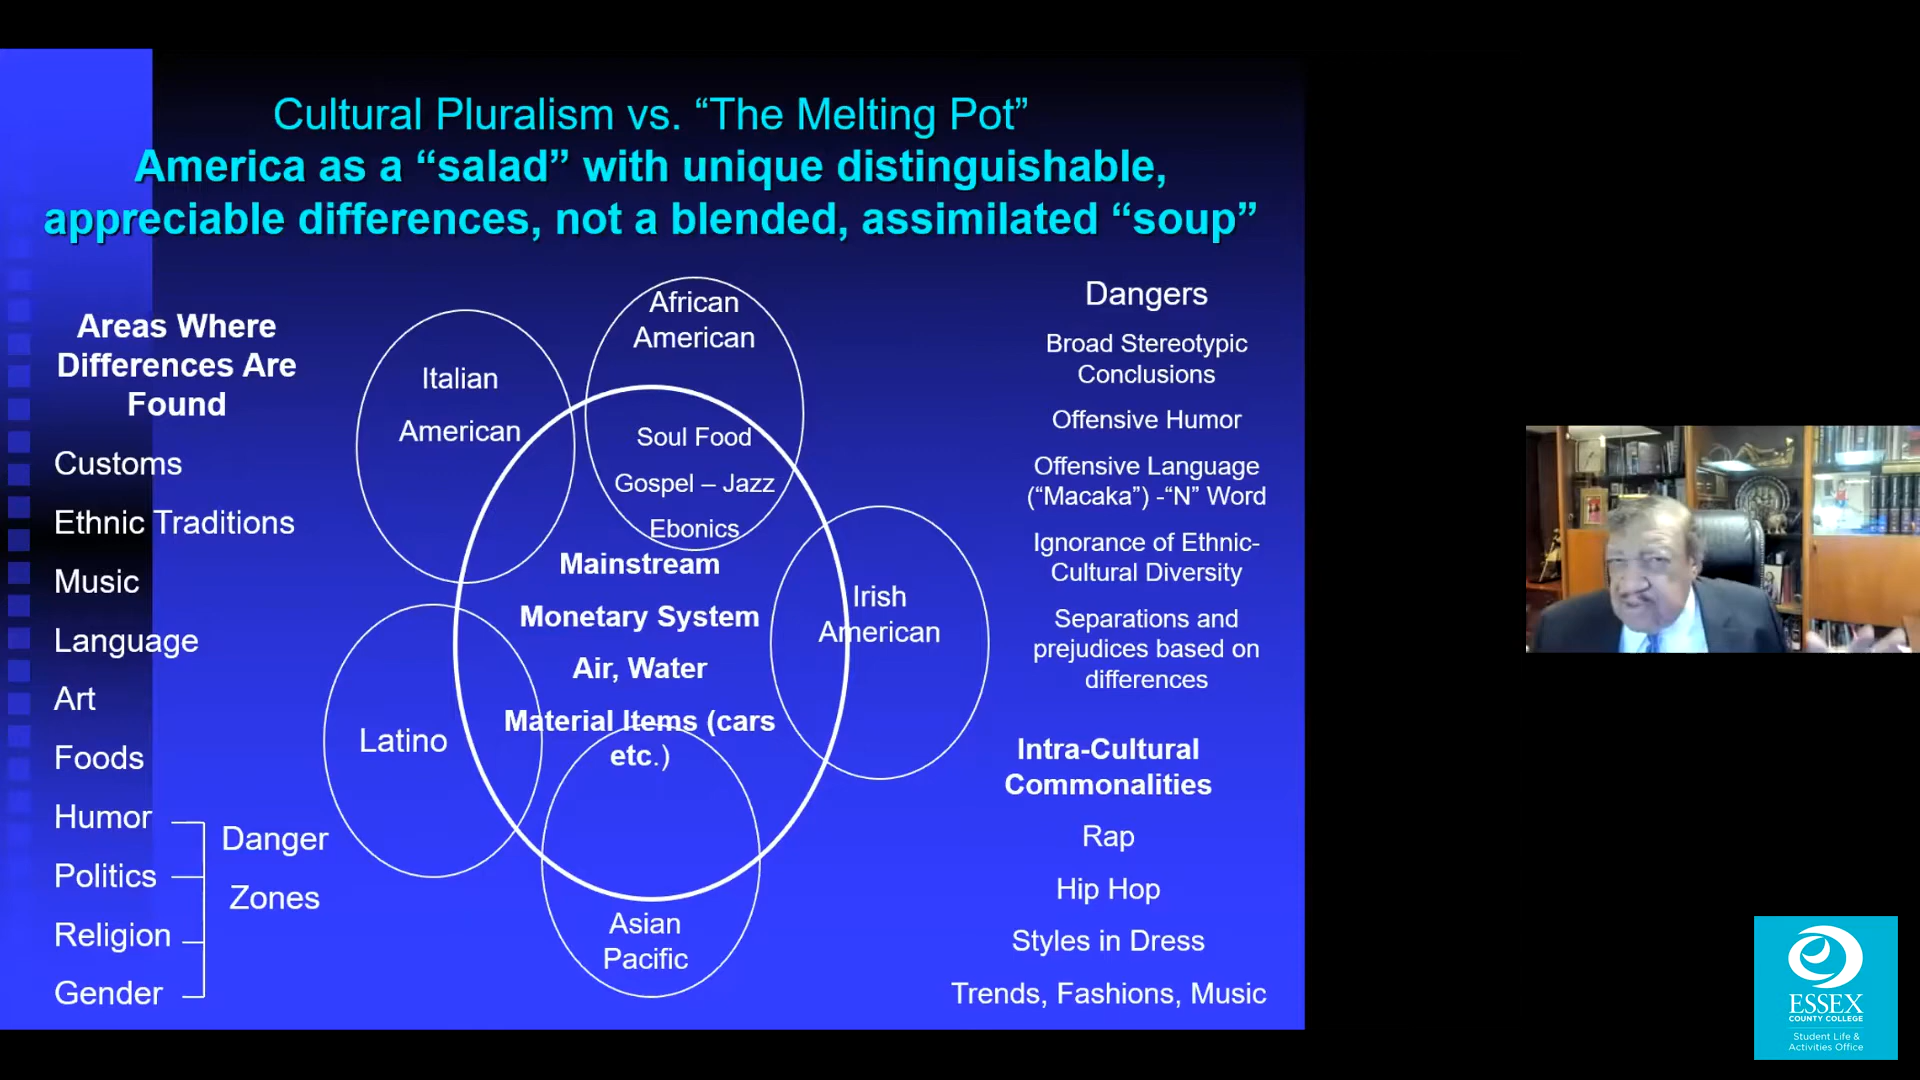 Cultural Pluralism vs. “The Melting Pot”
America as a “salad” with unique distinguishable,
appreciable differences, not a blended, assimilated “soup”
Areas Where
Differences Are
Found
Customs
Ethnic Traditions
Music
Language
Art
Foods
Humor
Politics
Religion
Gender
Danger
Zones
Italian
American
African
American
Soul Food
Gospel – Jazz
Ebonics
Mainstream
Monetary System
Air, Water
Material Items (cars
etc.)
Irish
American
Latino
Asian
Pacific
Dangers
Broad Stereotypic
Conclusions
Offensive Humor
Offensive Language
(“Macaka”) -“N” Word
Ignorance of Ethnic-
Cultural Diversity
Separations and
prejudices based on
differences
Intra-Cultural
Commonalities
Rap
Hip Hop
Styles in Dress
Trends, Fashions, Music
ESSEX
COUNTY COLLEGE
Student Life &
Activities Office